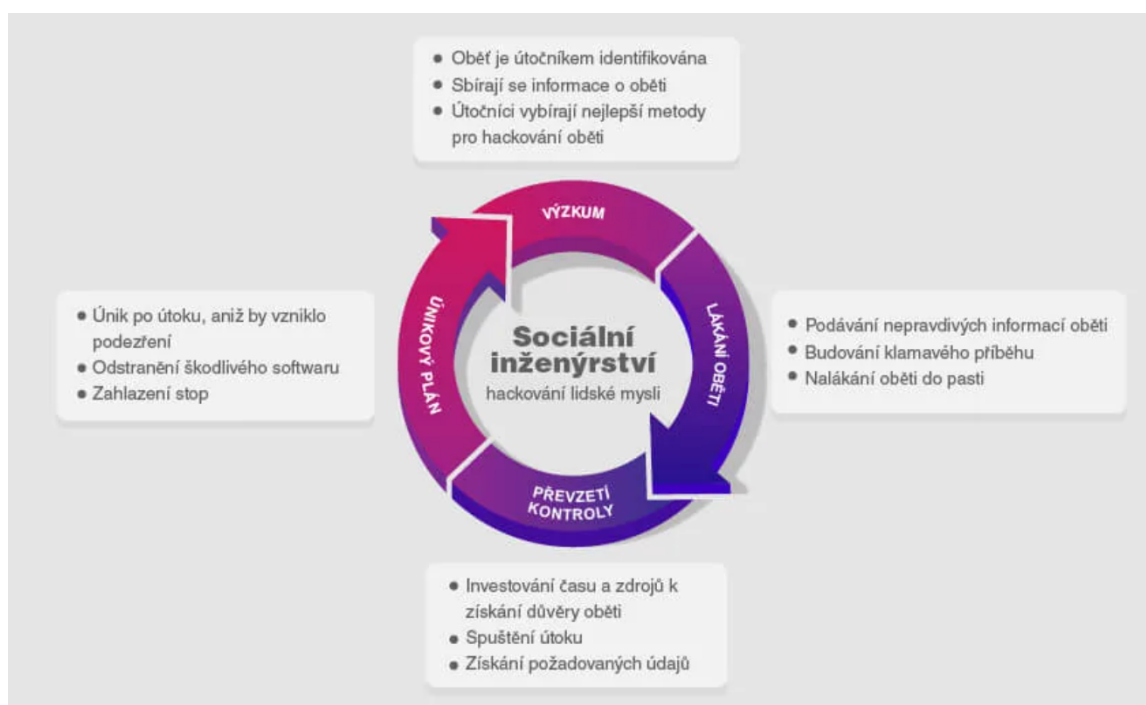 • Oběť je útočníkem identifikována
• Sbírají se informace o oběti
• Útočníci vybírají nejlepší metody
pro hackování oběti
VÝZKUM
LÁKÁNÍ OBĚTI
• Podávání nepravdivých informací oběti
• Budování klamavého příběhu
• Nalákání oběti do pasti
Sociální
inženýrství
hackování lidské mysli
PŘEVZETÍ
KONTROLY
• Investování času a zdrojů k
získání důvěry oběti
• Spuštění útoku
• Získání požadovaných údajů
ÚNIKOVÝ PLÁN
• Únik po útoku, aniž by vzniklo
podezření
• Odstranění škodlivého softwaru
• Zahlazení stop